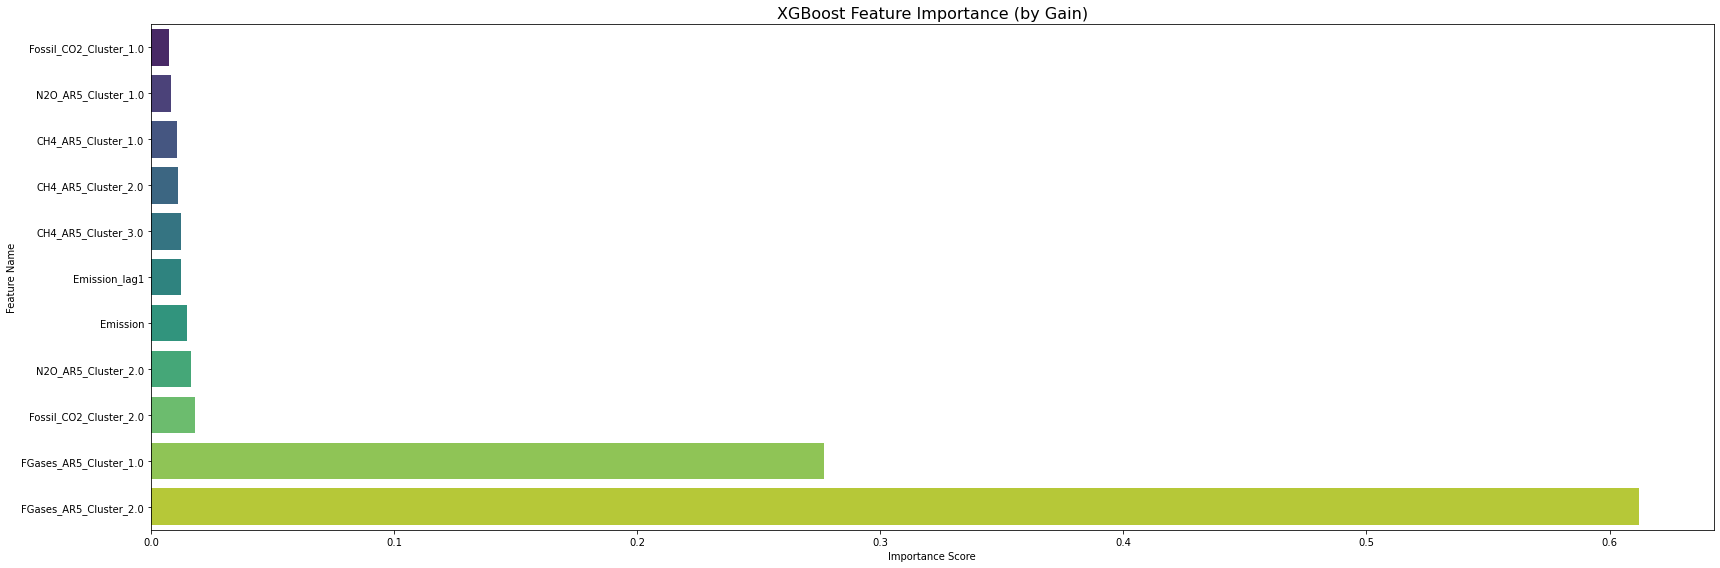 XGBoost Feature Importance (by Gain)
Feature Name
Fossil_CO2_Cluster_1.0
N2O_AR5_Cluster_1.0
CH4_AR5_Cluster_1.0
CH4_AR5_Cluster_2.0
CH4_AR5_Cluster_3.0
Emission_lag1
Emission
N2O_AR5_Cluster_2.0
Fossil_CO2_Cluster_2.0
FGases_AR5_Cluster_1.0
FGases_AR5_Cluster_2.0
0.0 0.1 0.2 0.3 0.4 0.5 0.6
Importance Score